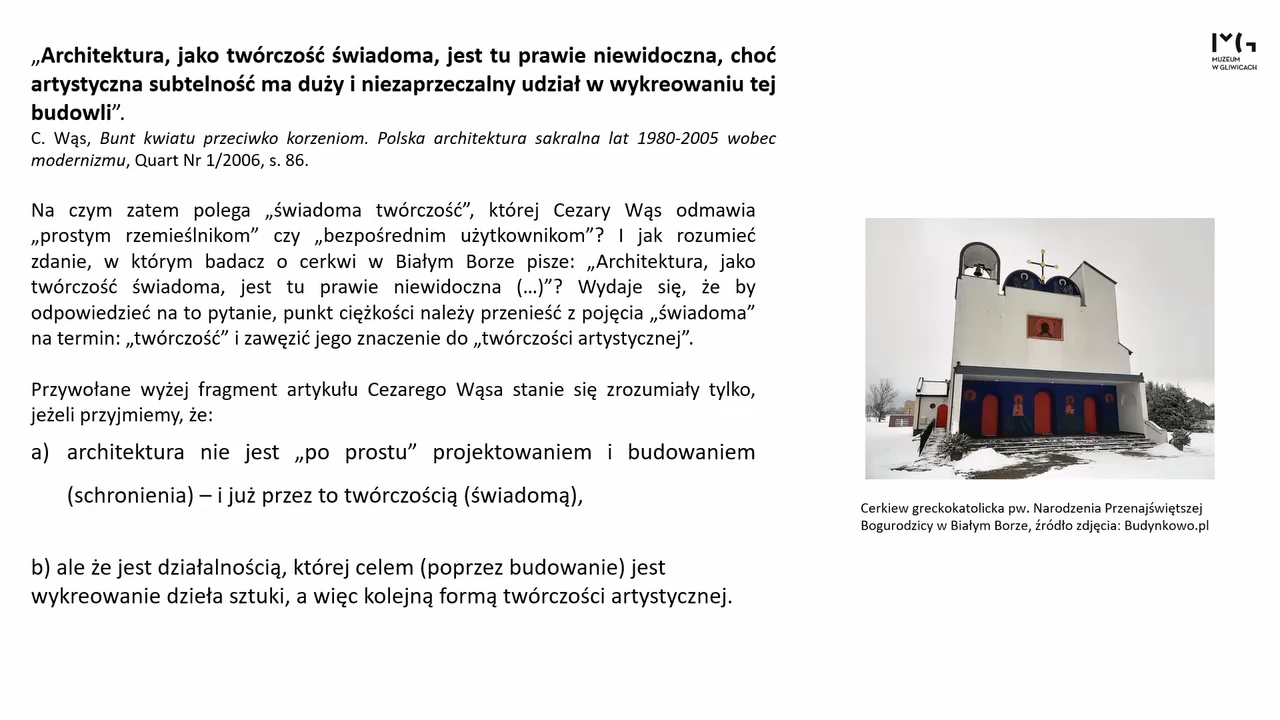 „Architektura, jako twórczość świadoma, jest tu prawie niewidoczna, choć
artystyczna subtelność ma duży i niezaprzeczalny udział w wykreowaniu tej
budowli”.
C. Wąs, Bunt kwiatu przeciwko korzeniom. Polska architektura sakralna lat 1980-2005 wobec
modernizmu, Quart Nr 1/2006, s. 86.
Na czym zatem polega „świadoma twórczość”, której Cezary Wąs odmawia
„prostym rzemieślnikom” czy „bezpośrednim użytkownikom”? I jak rozumieć
zdanie, w którym badacz o cerkwi w Białym Borze pisze: „Architektura, jako
twórczość świadoma, jest tu prawie niewidoczna (…)”? Wydaje się, że by
odpowiedzieć na to pytanie, punkt ciężkości należy przenieść z pojęcia „świadoma”
na termin: „twórczość” i zawęzić jego znaczenie do „twórczości artystycznej”.
Przywołane wyżej fragment artykułu Cezarego Wąsa stanie się zrozumiały tylko,
jeżeli przyjmiemy, że:
a) architektura nie jest „po prostu” projektowaniem i budowaniem
(schronienia) – i już przez to twórczością (świadomą),
b) ale że jest działalnością, której celem (poprzez budowanie) jest
wykreowanie dzieła sztuki, a więc kolejną formą twórczości artystycznej.
MUZEUM
W GLIWICACH
Cerkiew greckokatolicka pw. Narodzenia Przenajświętszej
Bogurodzicy w Białym Borze, źródło zdjęcia: Budynkowo.pl